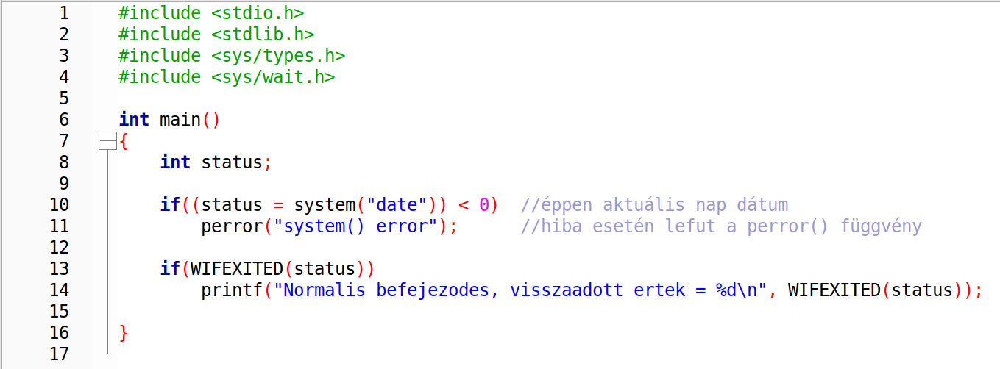 1 #include <stdio.h>
2 #include <stdlib.h>
3 #include <sys/types.h>
4 #include <sys/wait.h>
5
6 int main()
7 {
8     int status;
9
10     if((status = system("date")) < 0)  //éppen aktuális nap dátum
11         perror("system() error");      //hiba esetén lefut a perror() függvény
12
13     if(WIFEXITED(status))
14         printf("Normalis befejezodes, visszaadott ertek = %d\n", WIFEXITED(status));
15
16 }
17